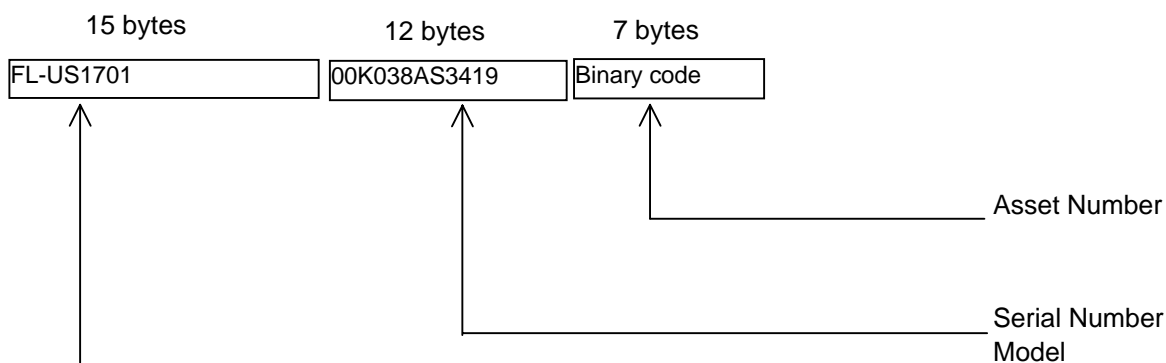 15 bytes 12 bytes 7 bytes
FL-US1701 00K038AS3419 Binary code
Asset Number
Serial Number
Model